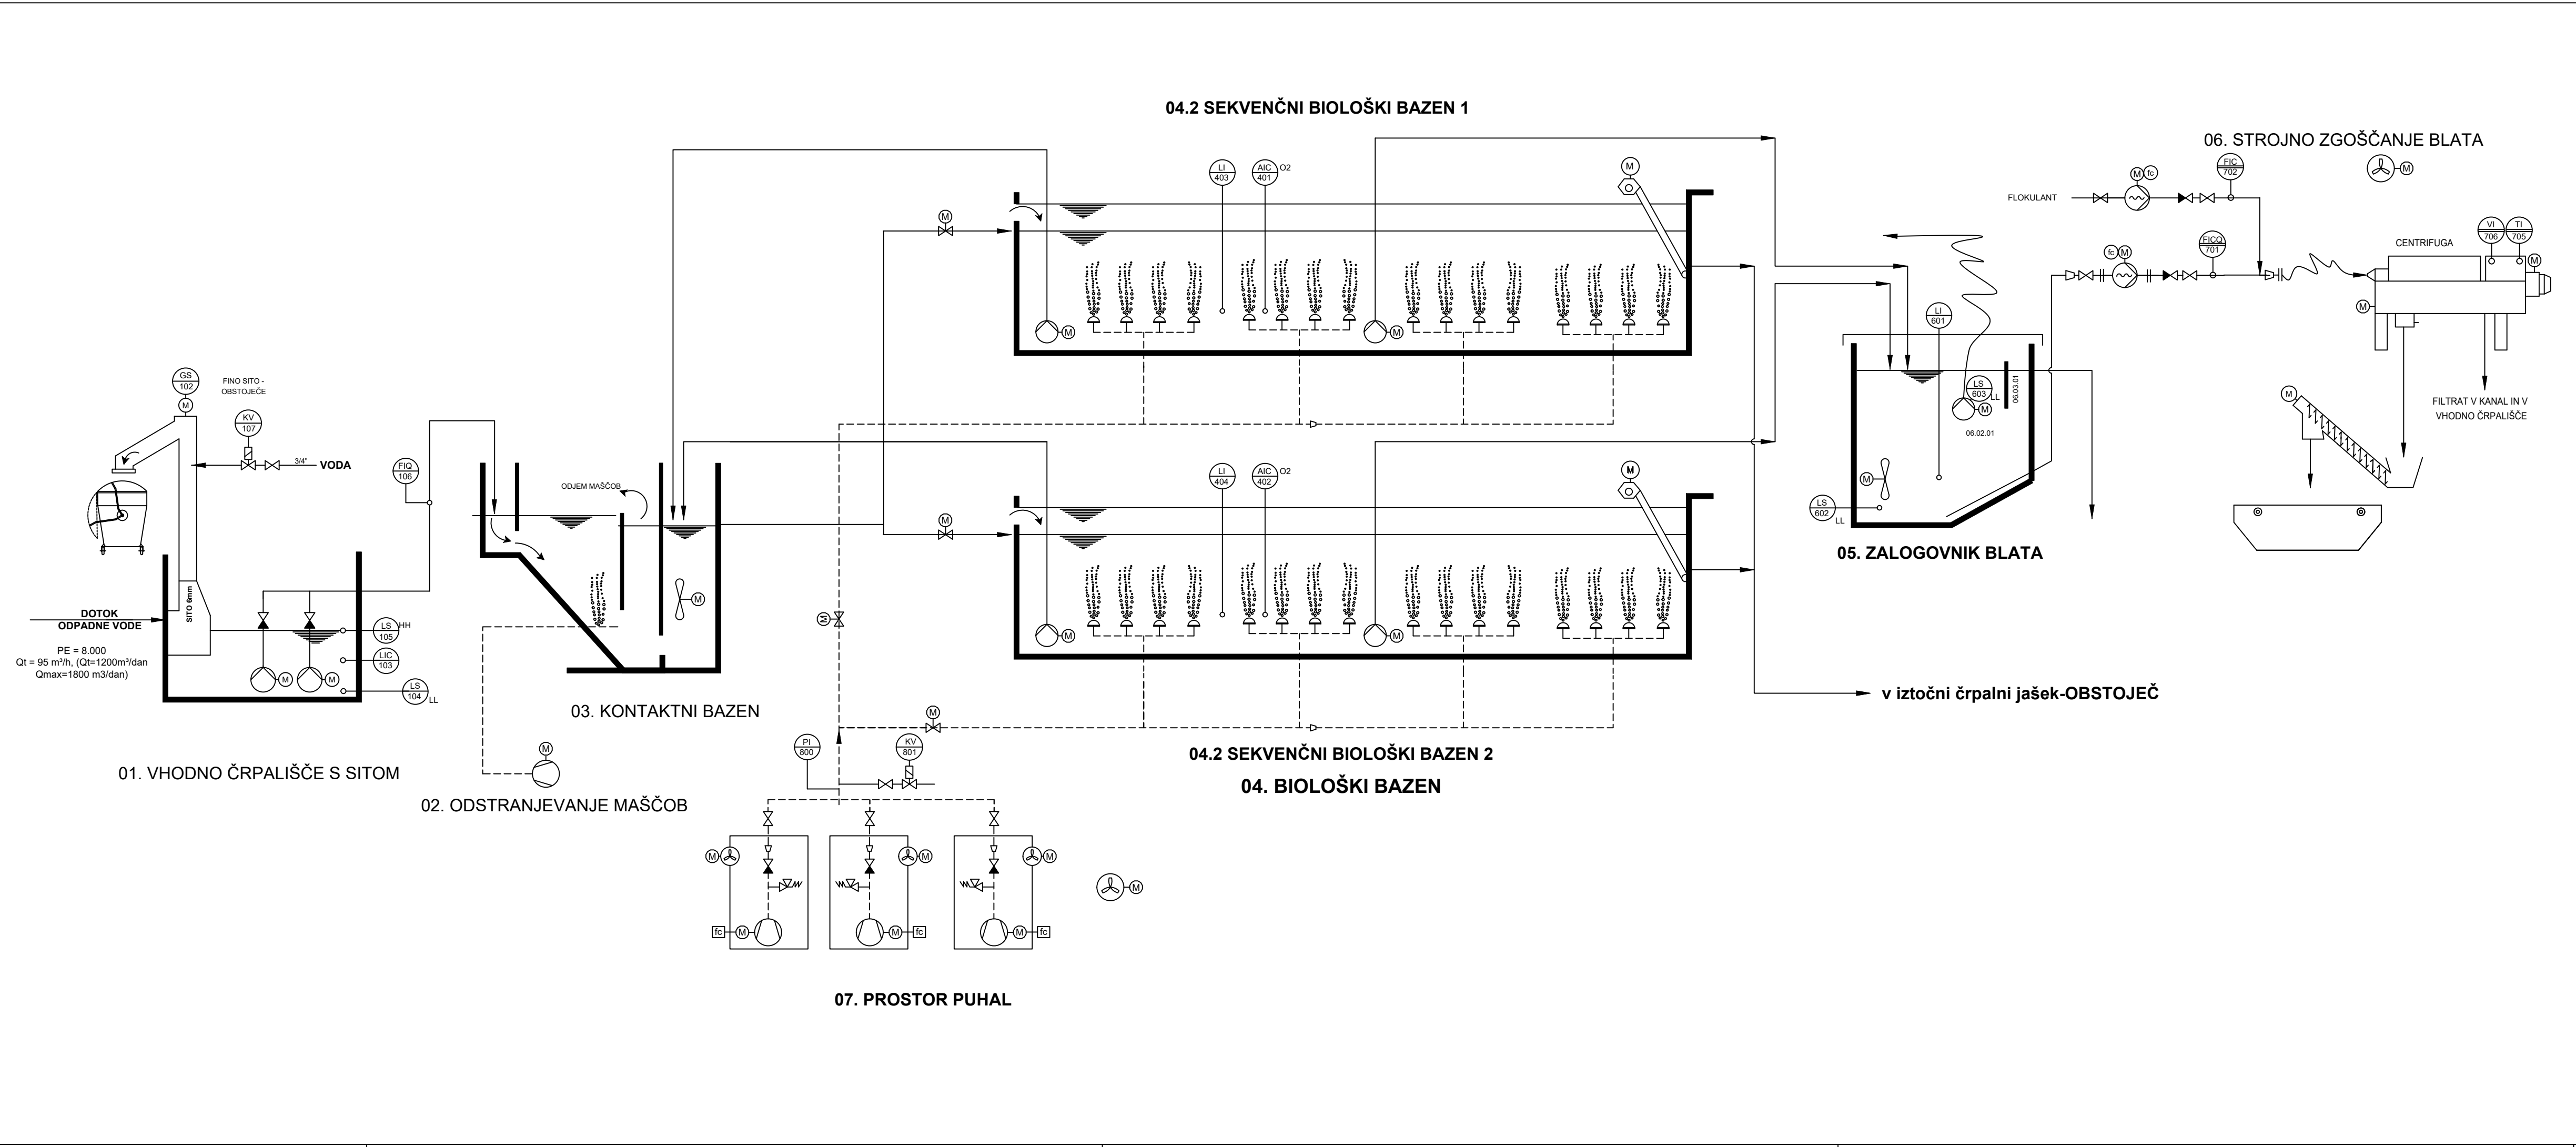 04.2 SEKVENČNI BIOLOŠKI BAZEN 1
06. STROJNO ZGOŠČANJE BLATA
FIC
702
M
fc
M
FLOKULANT
LI
403
AIC
401
O2
M
M
VI
706
TI
705
FICQ
701
fc
M
CENTRIFUGA
M
M
M
M
LI
601
GS
102
M
FINO SITO -
OBSTOJEČE
KV
107
3/4"
VODA
LS
603
LL
M
06.03.01
06.02.01
M
FILTRAT V KANAL IN V
VHODNO ČRPALIŠČE
FIQ
106
ODJEM MAŠČOB
LI
404
AIC
402
O2
M
M
M
LS
602
LL
05. ZALOGOVNIK BLATA
SITO 6mm
DOTOK
ODPADNE VODE
PE = 8.000
Qt = 95 m³/h, (Qt=1200m³/dan
Qmax=1800 m3/dan)
LS
105
HH
LIC
103
LS
104
LL
M
M
M
M
M
M
v iztočni črpalni jašek-OBSTOJEČ
03. KONTAKTNI BAZEN
M
PI
800
KV
801
04.2 SEKVENČNI BIOLOŠKI BAZEN 2
04. BIOLOŠKI BAZEN
01. VHODNO ČRPALIŠČE S SITOM
M
02. ODSTRANJEVANJE MAŠČOB
M
M
M
M
fc
M
M
fc
M
fc
07. PROSTOR PUHAL